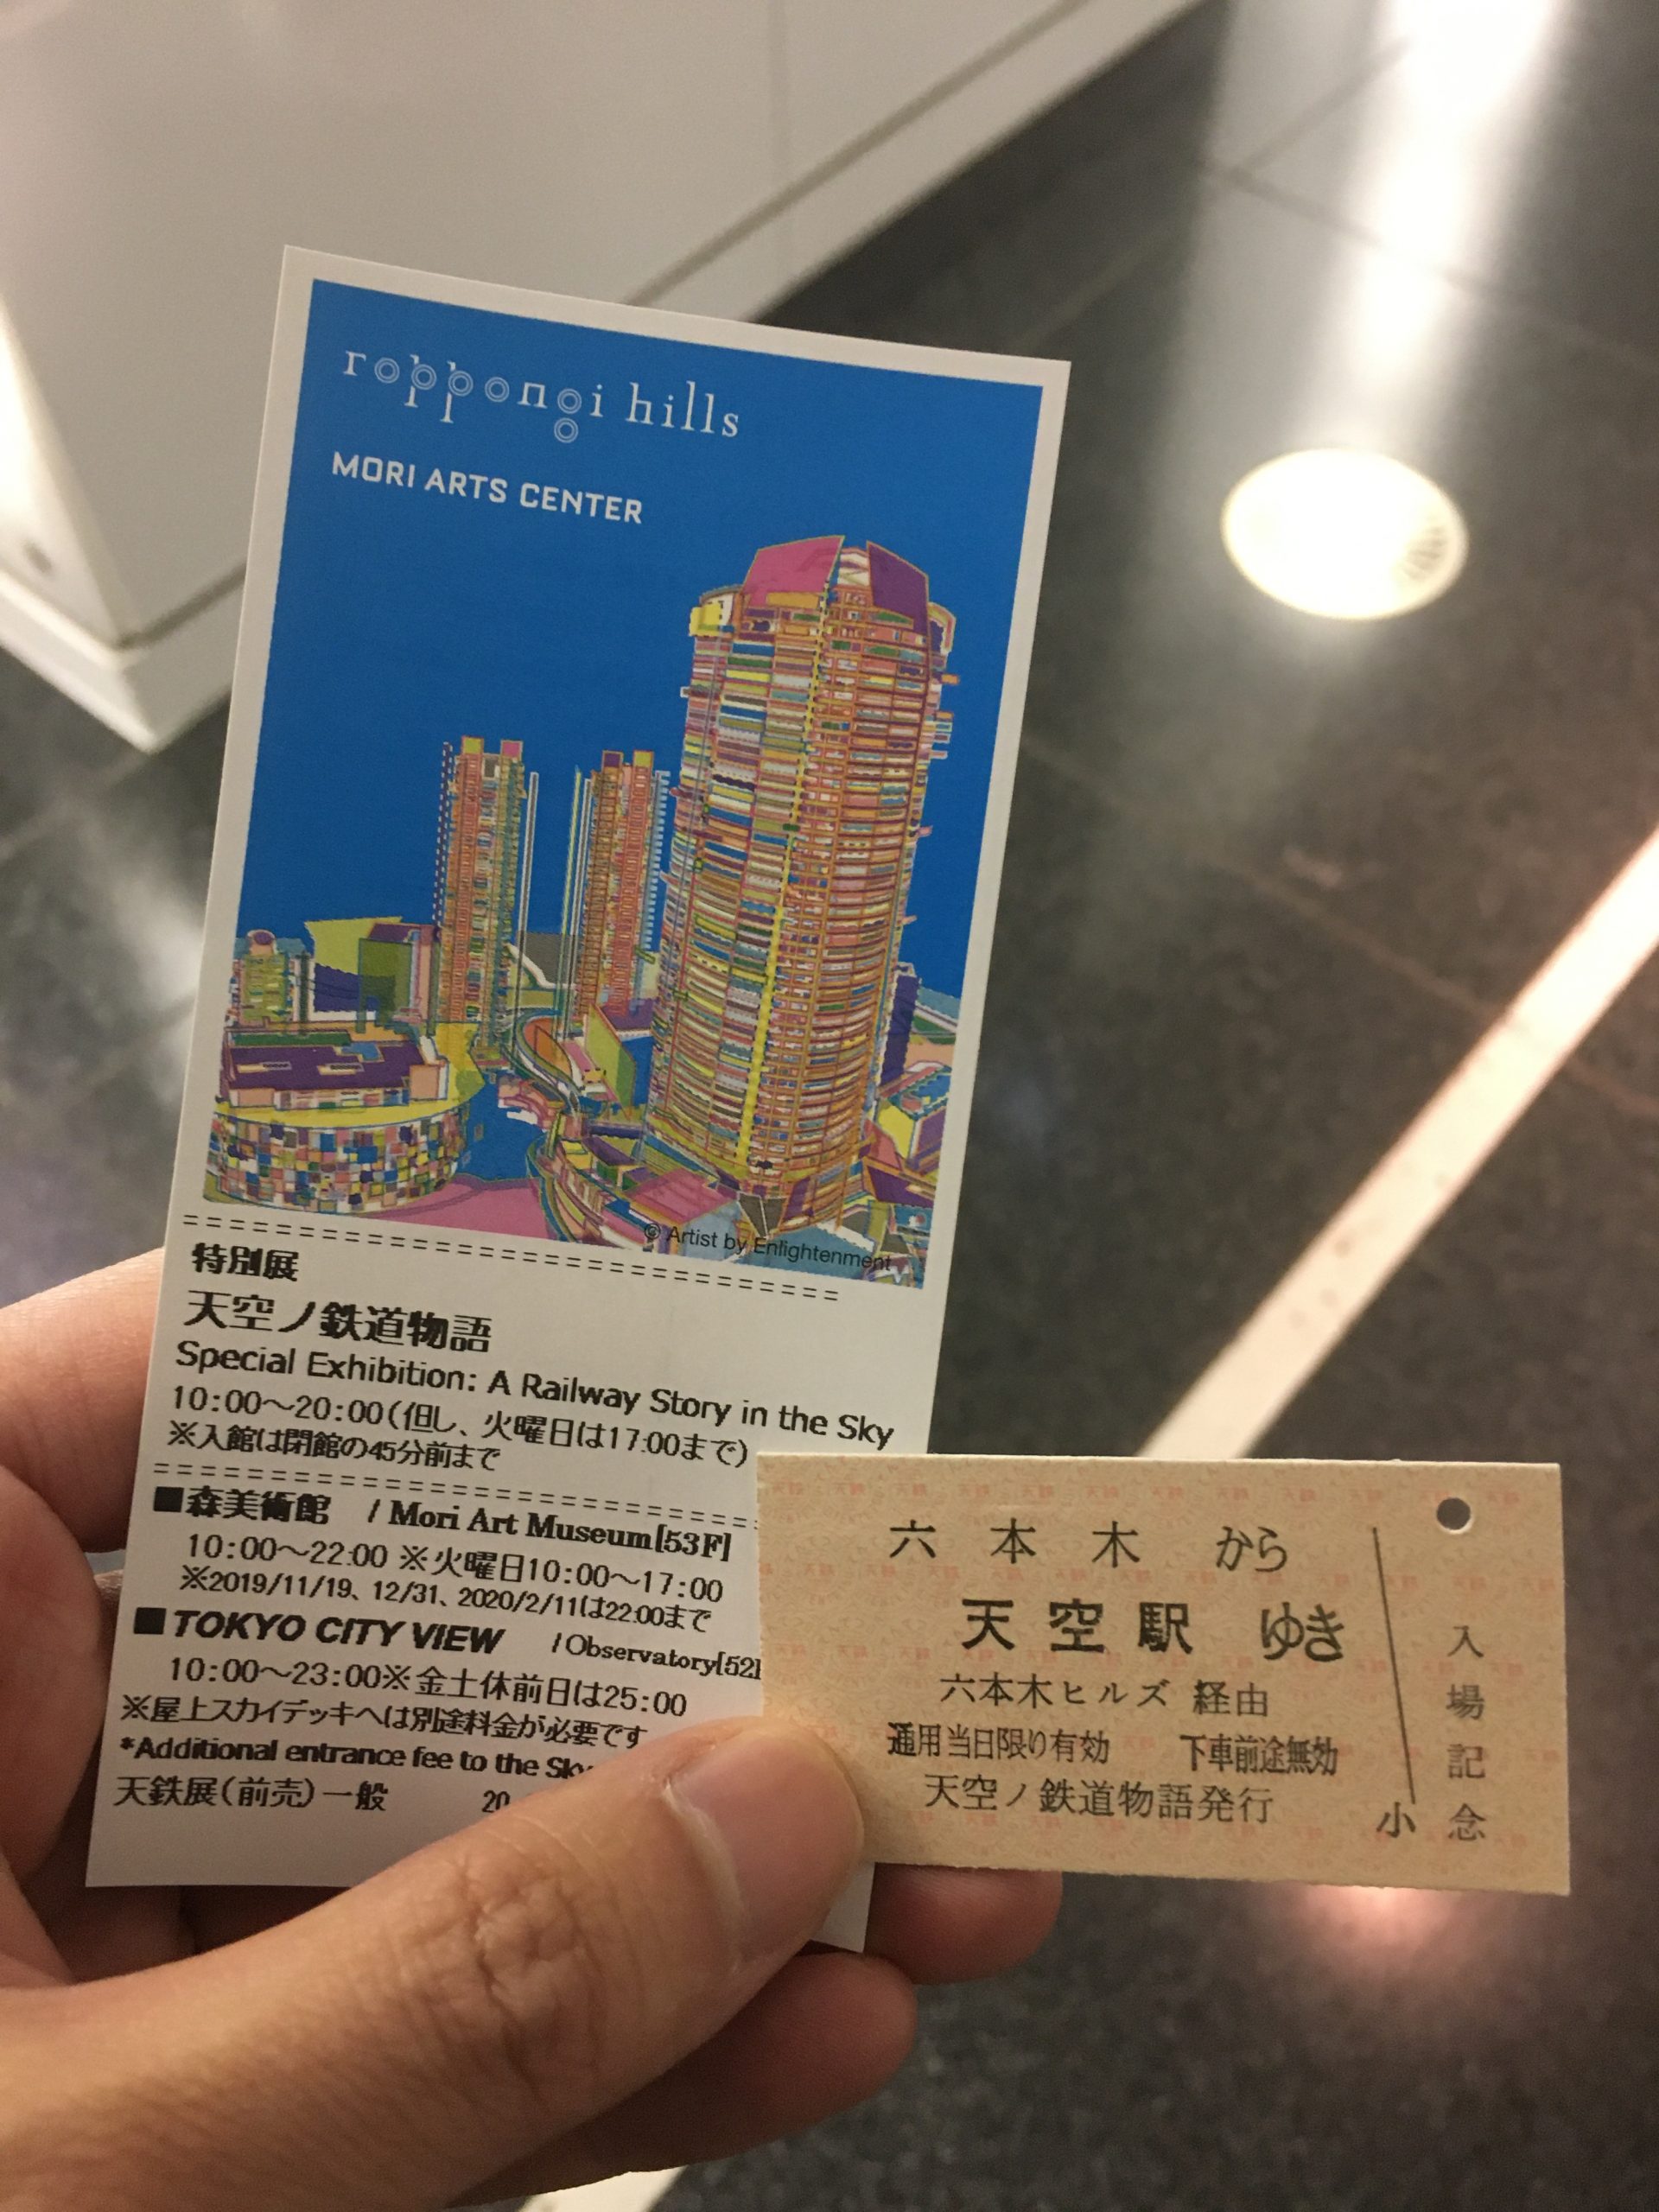 roppongi hills
MORI ARTS CENTER
© Artist by Enlightenment
==============================
特別展
天空ノ鉄道物語
Special Exhibition: A Railway Story in the Sky
10:00～20:00(但し、火曜日は17:00まで)
※入館は閉館の45分前まで
==============================
■森美術館 / Mori Art Museum[53F]
10:00～22:00 ※火曜日10:00～17:00
※2019/11/19、12/31、2020/2/11は22:00まで
■TOKYO CITY VIEW / Observatory[52
10:00～23:00※金土休前日は25:00
※屋上スカイデッキへは別途料金が必要です
*Additional entrance fee to the Sky
天鉄展(前売)一般 20
六本木から
天空駅 ゆき
六本木ヒルズ 経由
通用当日限り有効 下車前途無効
天空ノ鉄道物語発行
小
入場記念